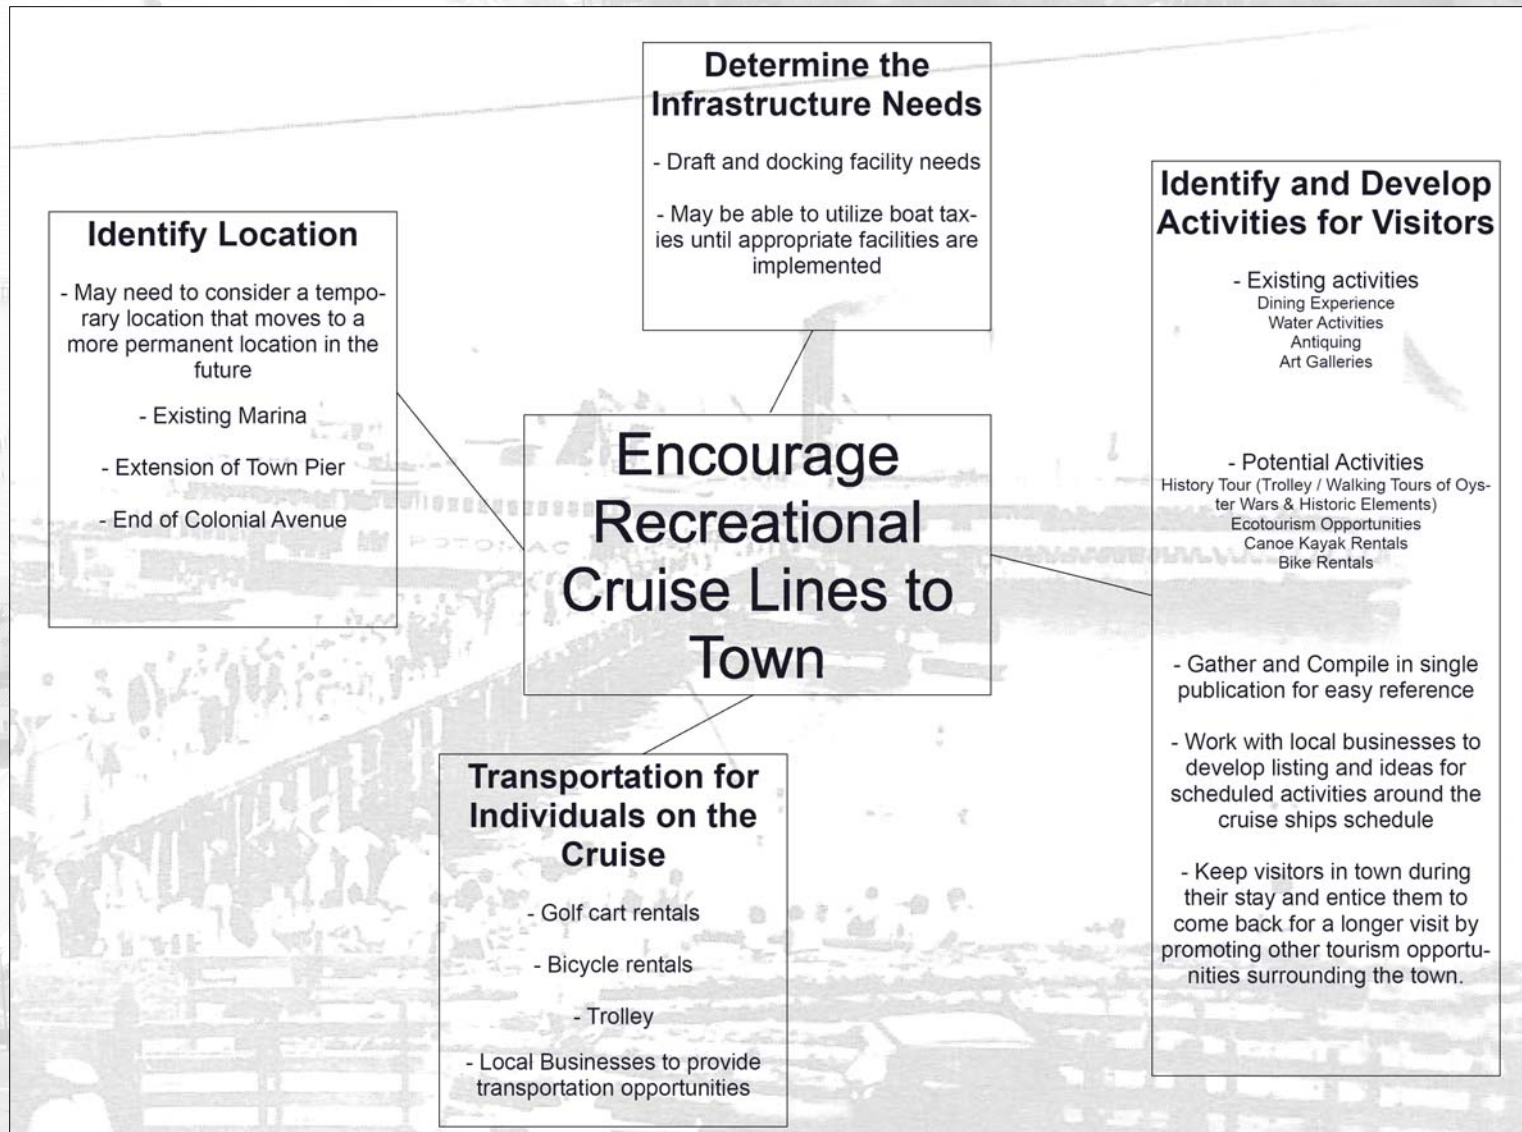 Determine the
Infrastructure Needs
- Draft and docking facility needs
- May be able to utilize boat tax-
ies until appropriate facilities are
implemented
Identify Location
- May need to consider a tempo-
rary location that moves to a
more permanent location in the
future
- Existing Marina
- Extension of Town Pier
- End of Colonial Avenue
Encourage
Recreational
Cruise Lines to
Town
POTOMAC
Identify and Develop
Activities for Visitors
- Existing activities
Dining Experience
Water Activities
Antiquing
Art Galleries
- Potential Activities
History Tour (Trolley / Walking Tours of Oys-
ter Wars & Historic Elements)
Ecotourism Opportunities
Canoe Kayak Rentals
Bike Rentals
- Gather and Compile in single
publication for easy reference
- Work with local businesses to
develop listing and ideas for
scheduled activities around the
cruise ships schedule
- Keep visitors in town during
their stay and entice them to
come back for a longer visit by
promoting other tourism opportu-
nities surrounding the town.
Transportation for
Individuals on the
Cruise
- Golf cart rentals
- Bicycle rentals
- Trolley
- Local Businesses to provide
transportation opportunities